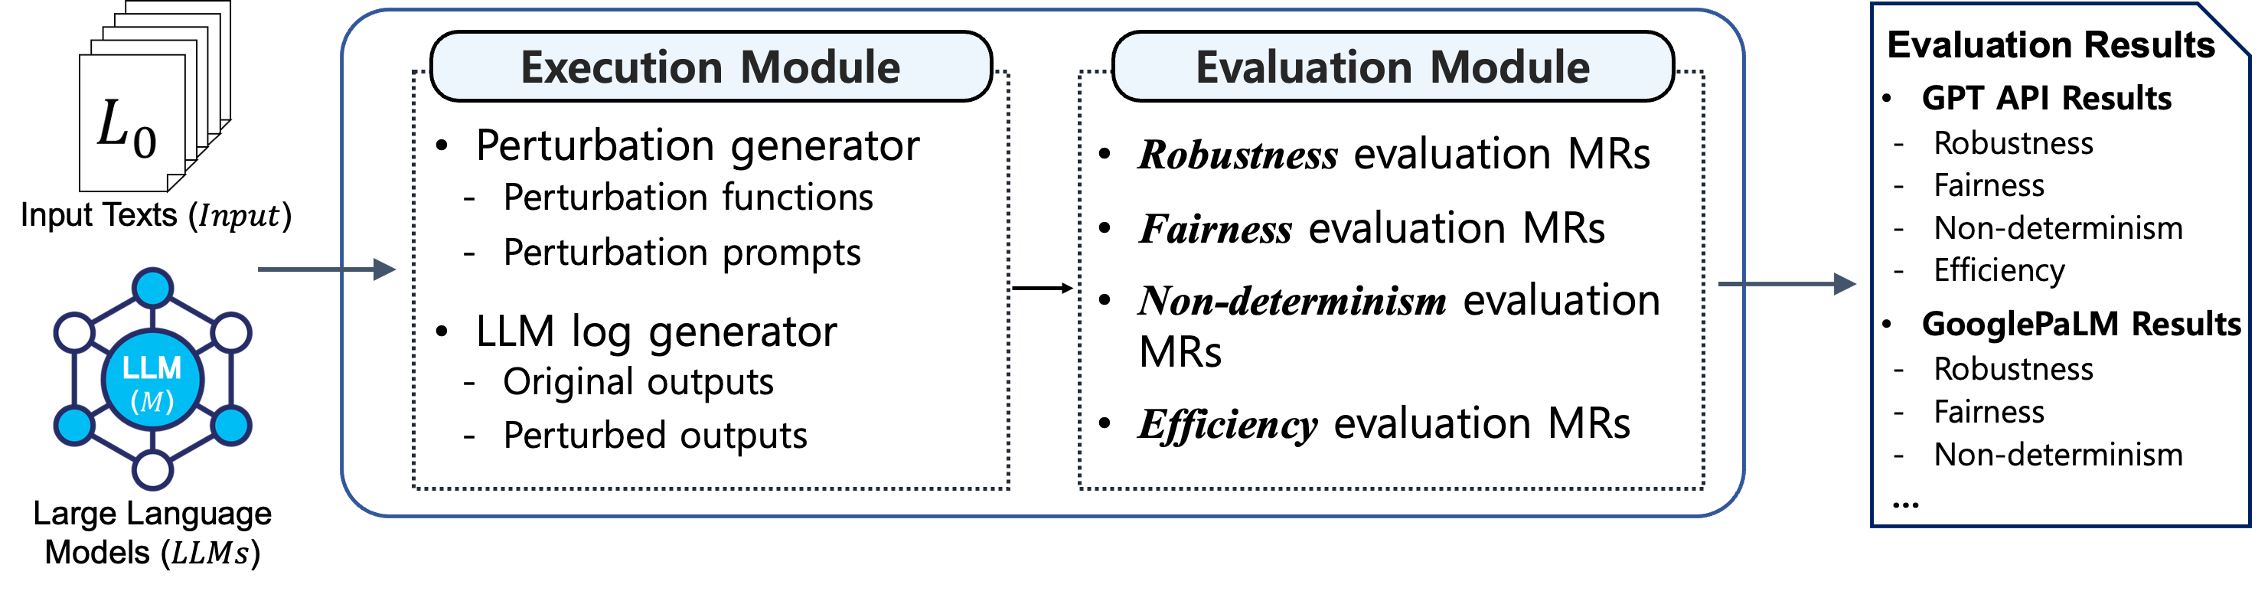 L0
Input Texts (Input)
LLM
(M)
Large Language
Models (LLMs)
Execution Module
• Perturbation generator
- Perturbation functions
- Perturbation prompts
• LLM log generator
- Original outputs
- Perturbed outputs
Evaluation Module
• Robustness evaluation MRs
• Fairness evaluation MRs
• Non-determinism evaluation
MRs
• Efficiency evaluation MRs
Evaluation Results
• GPT API Results
- Robustness
- Fairness
- Non-determinism
- Efficiency
• GooglePaLM Results
- Robustness
- Fairness
- Non-determinism
...